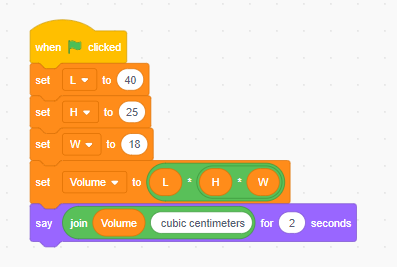 when clicked
set L to 40
set H to 25
set W to 18
set Volume to L * H * W
say join Volume cubic centimeters for 2 seconds